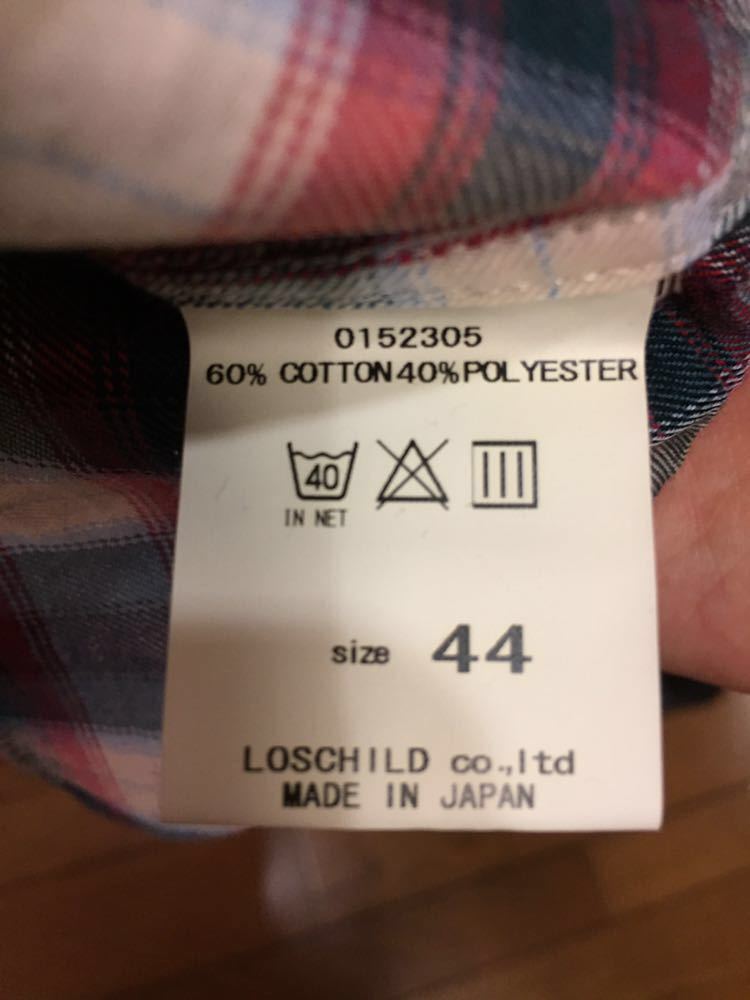 0152305
60% COTTON40%POLYESTER
40
IN NET
size 44
LOSCHILD co.,ltd
MADE IN JAPAN